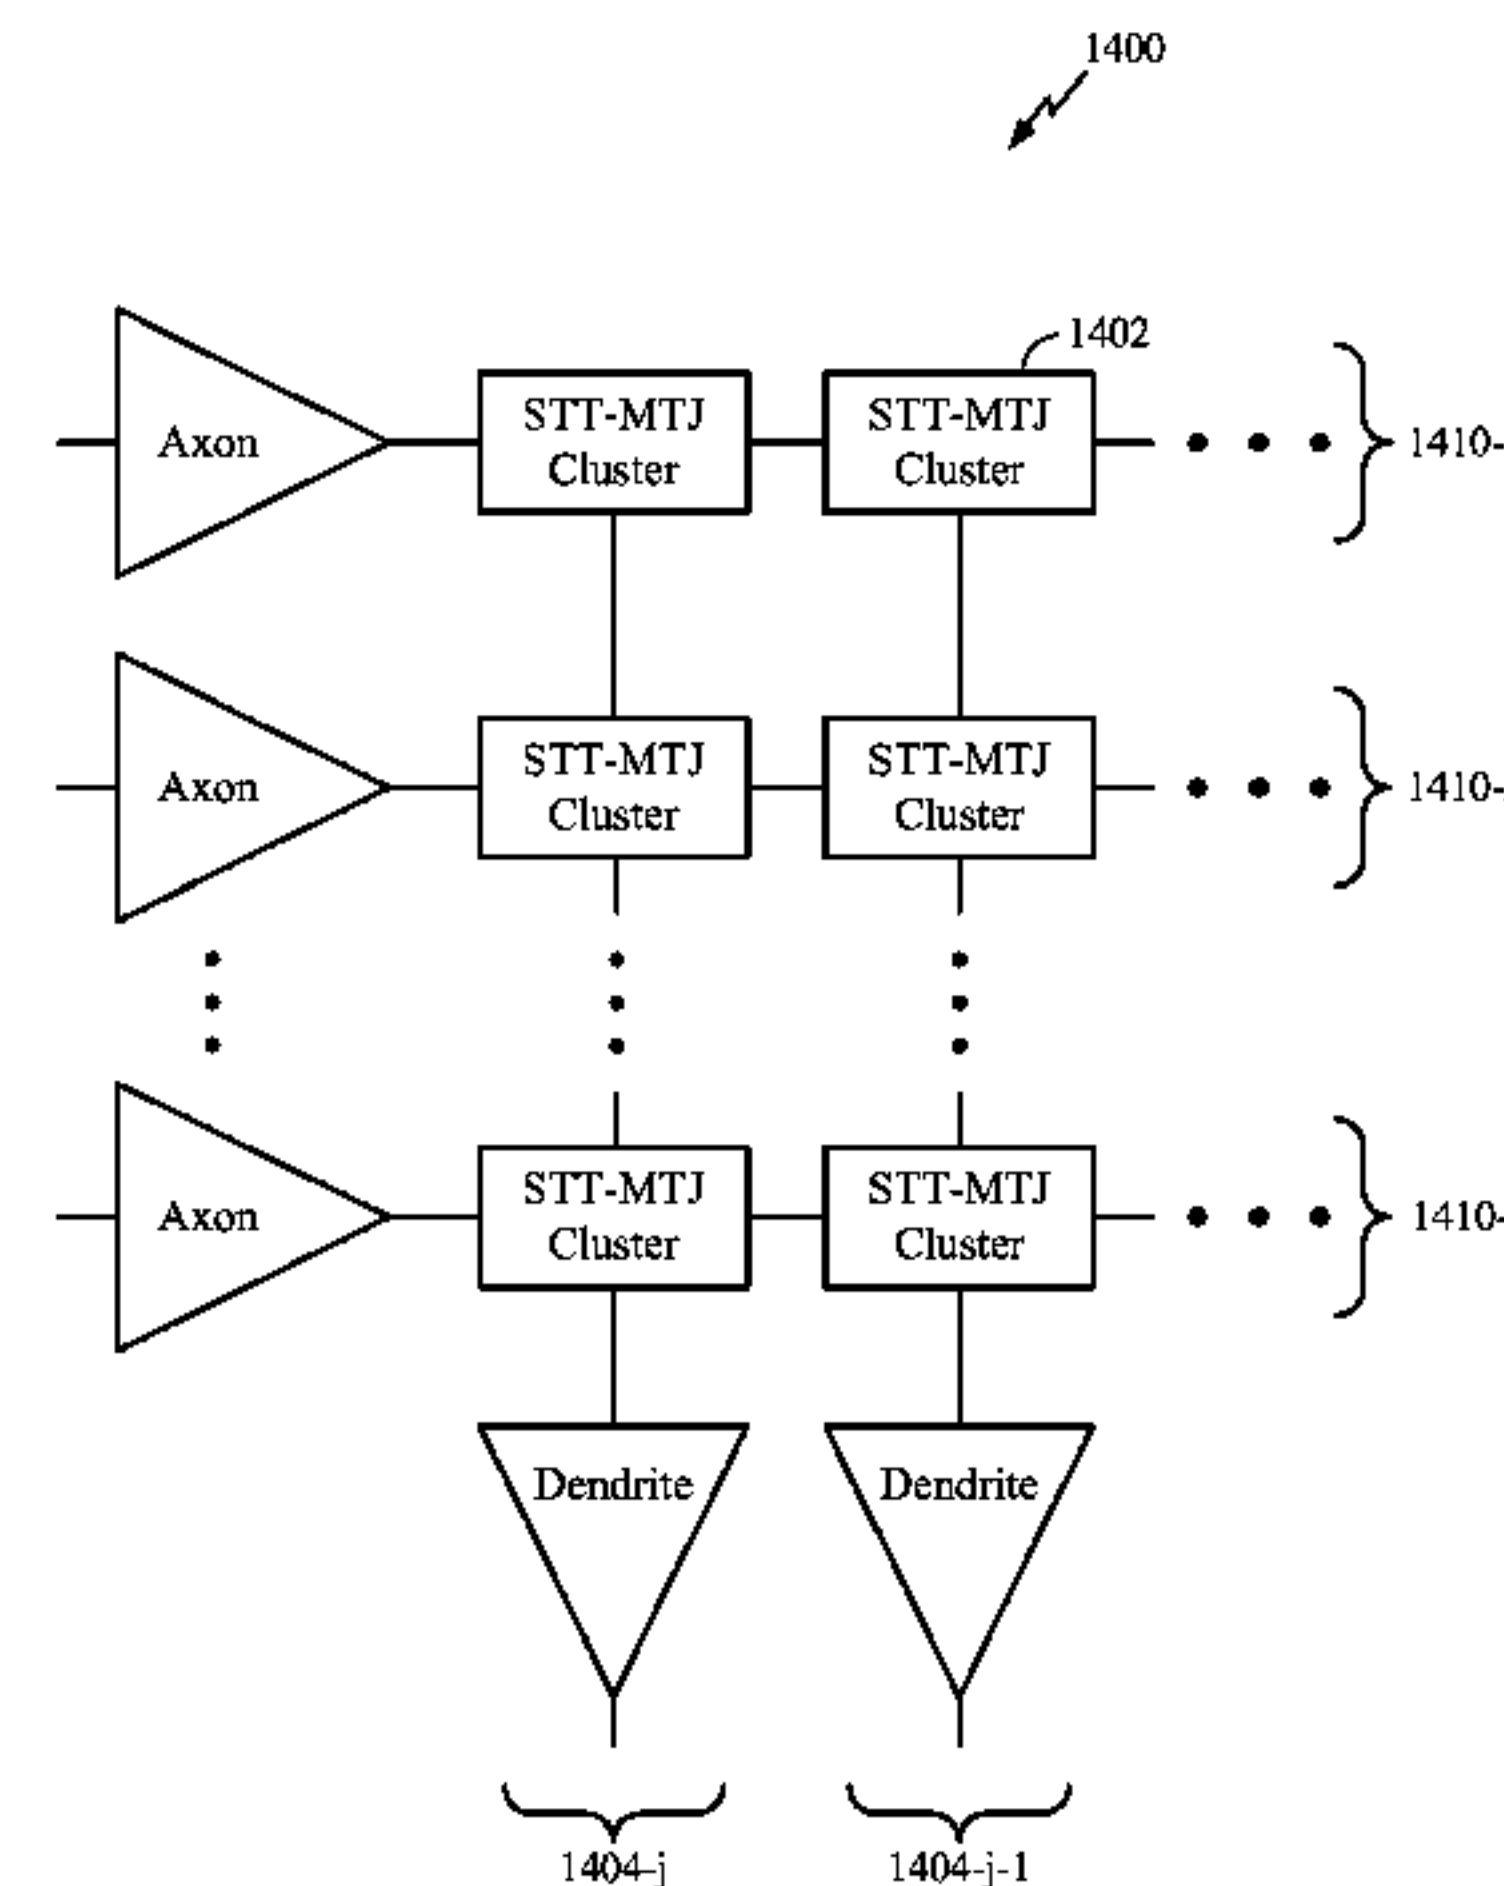 1400
1402
Axon
STT-MTJ
Cluster
STT-MTJ
Cluster
1410-
Axon
STT-MTJ
Cluster
STT-MTJ
Cluster
1410-
Axon
STT-MTJ
Cluster
STT-MTJ
Cluster
1410-
Dendrite
Dendrite
1404-j
1404-j-1